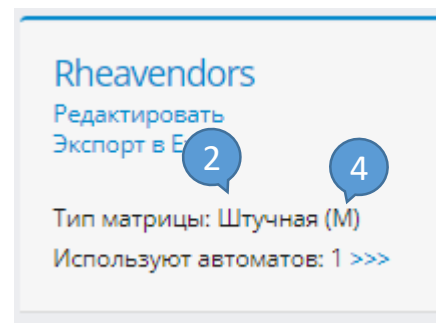 Rheavendors
Редактировать
Экспорт в
2
4
Тип матрицы: Штучная (М)
Используют автоматов: 1 >>>